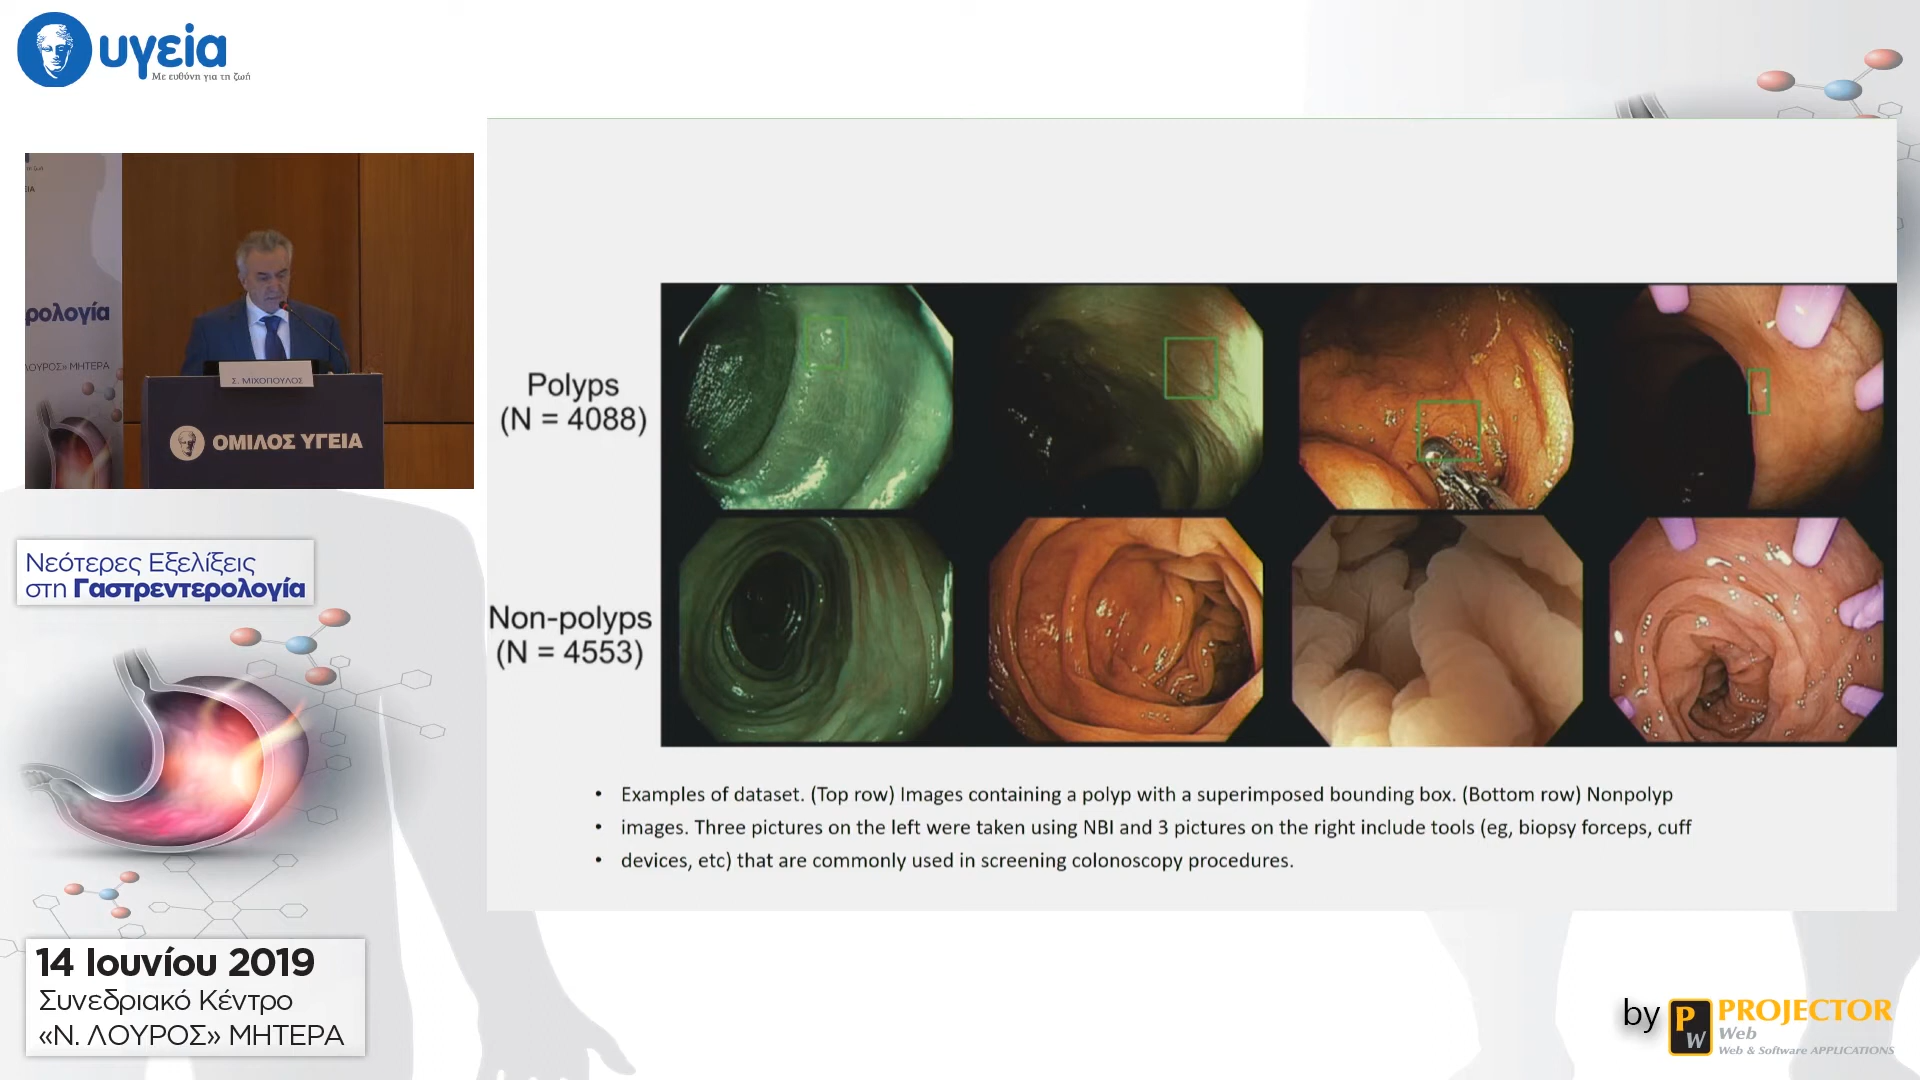 υγεία
Με ευθύνη για τη ζωή
ρολογία
ΛΟΥΡΟΣ» ΜΗΤΕΡΑ
Σ. ΜΙΧΟΠΟΥΛΟΣ
ΟΜΙΛΟΣ ΥΓΕΙΑ
Νεότερες Εξελίξεις
στη Γαστρεντερολογία
14 Ιουνίου 2019
Συνεδριακό Κέντρο
«Ν. ΛΟΥΡΟΣ» ΜΗΤΕΡΑ
Polyps
(N = 4088)
Non-polyps
(N = 4553)
• Examples of dataset. (Top row) Images containing a polyp with a superimposed bounding box. (Bottom row) Nonpolyp
• images. Three pictures on the left were taken using NBI and 3 pictures on the right include tools (eg, biopsy forceps, cuff
• devices, etc) that are commonly used in screening colonoscopy procedures.
by PW PROJECTOR
Web
Web & Software APPLICATIONS